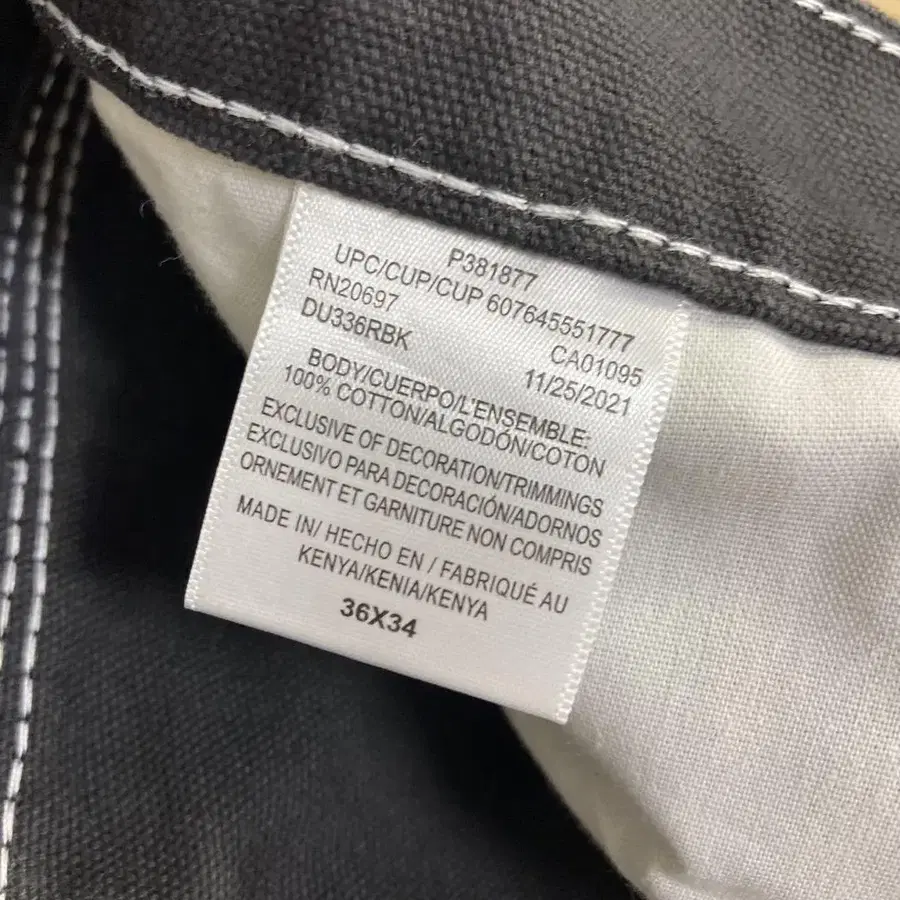 P381877
UPC/CUP/CUP 607645551777
RN20697 CA01095
DU336RBK 11/25/2021
BODY/CUERPO/L'ENSEMBLE:
100% COTTON/ALGODÓN/COTON
EXCLUSIVE OF DECORATION/TRIMMINGS
EXCLUSIVO PARA DECORACIÓN/ADORNOS
ORNEMENT ET GARNITURE NON COMPRIS
MADE IN/ HECHO EN / FABRIQUÉ AU
KENYA/KENIA/KENYA
36X34